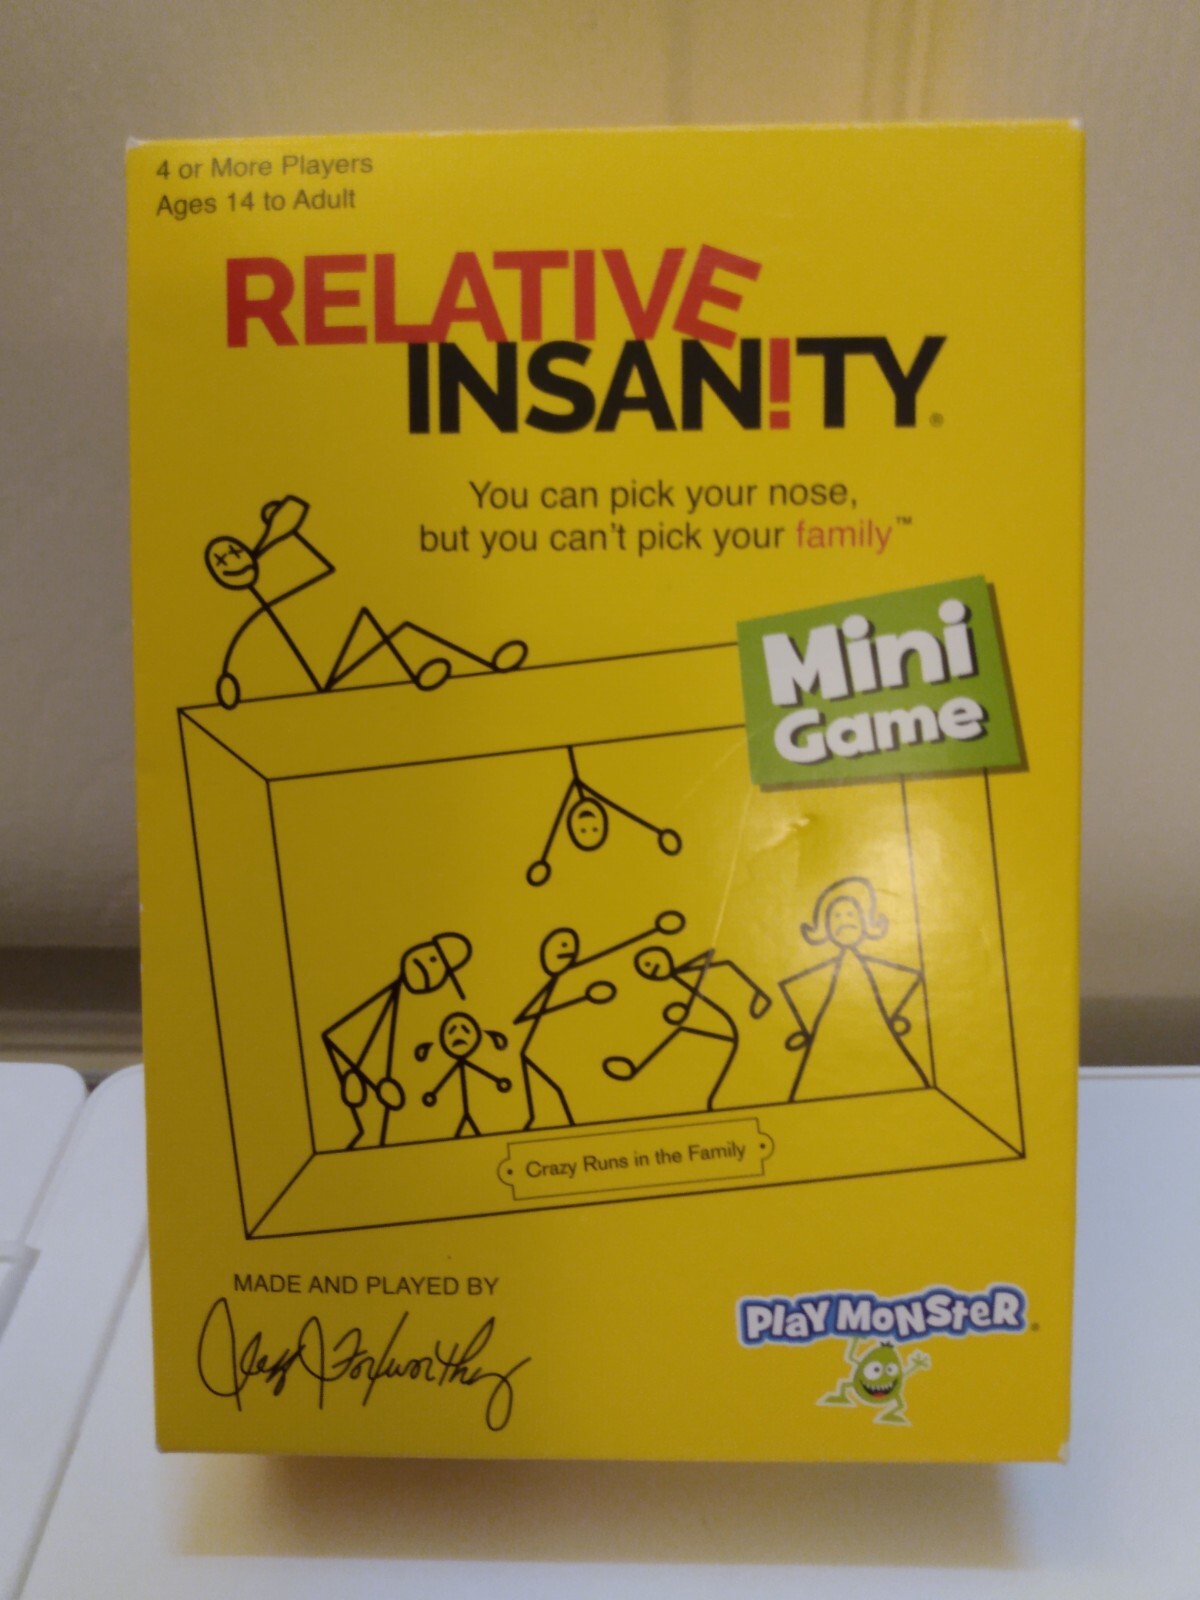 4 or More Players
Ages 14 to Adult
RELATIVE
INSAN!TY®
You can pick your nose,
but you can't pick your family™
Mini
Game
Crazy Runs in the Family
MADE AND PLAYED BY
Jeff Foxworthy
PlaY MoNSteR®